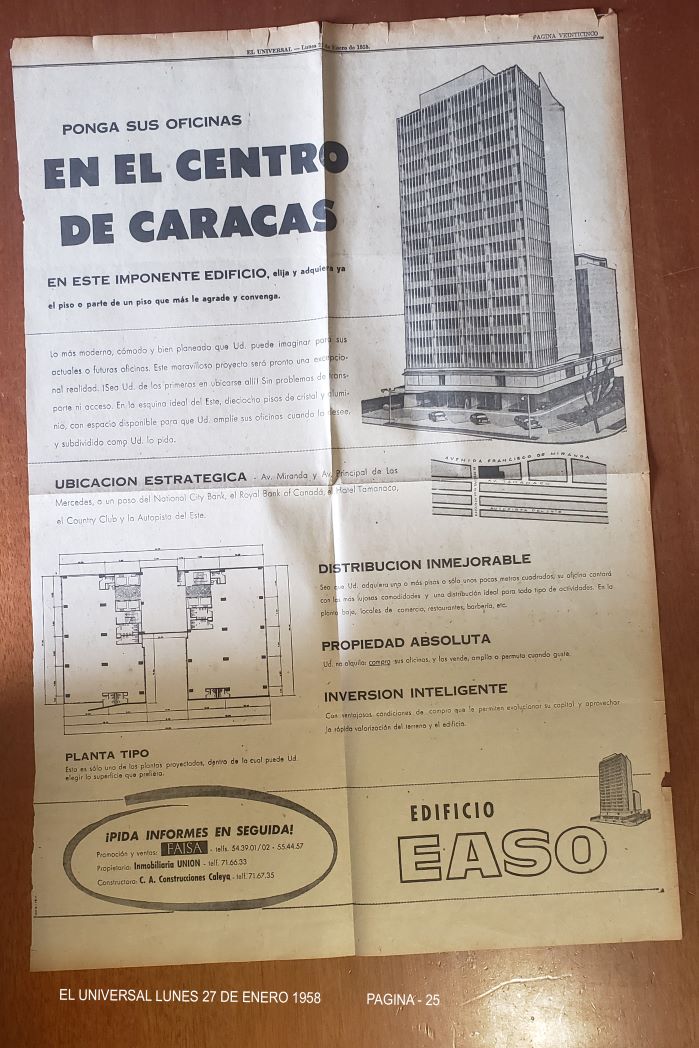 EL UNIVERSAL — Lunes 27 de Enero de 1958.
PAGINA VEINTICINCO
PONGA SUS OFICINAS
EN EL CENTRO
DE CARACAS
EN ESTE IMPONENTE EDIFICIO, elija y adquiera ya
el piso o parte de un piso que más le agrade y convenga.
Lo más moderno, cómodo y bien planeado que Ud. puede imaginar para sus
actuales o futuras oficinas. Este maravilloso proyecto será pronto una excepcio-
nal realidad. ¡Sea Ud. de los primeros en ubicarse allí! Sin problemas de trans-
porte ni acceso. En la esquina ideal del Este, dieciocho pisos de cristal y alumi-
nio, con espacio disponible para que Ud. amplíe sus oficinas cuando lo desee,
y subdividido como Ud. lo pida.
AVENIDA FRANCISCO DE MIRANDA
AV. TAMANACO
AUTOPISTA DEL ESTE
UBICACION ESTRATEGICA - Av. Miranda y Av. Principal de Las
Mercedes, a un paso del National City Bank, el Royal Bank of Canadá, el Hotel Tamanaco,
el Country Club y la Autopista del Este.
DISTRIBUCION INMEJORABLE
Sea que Ud. adquiera uno o más pisos o sólo unos pocos metros cuadrados, su oficina contará
con las más lujosas comodidades y una distribución ideal para todo tipo de actividades. En la
planta baja, locales de comercio, restaurantes, barbería, etc.
PROPIEDAD ABSOLUTA
Ud. no alquila: compra sus oficinas, y las vende, amplía o permuta cuando guste.
INVERSION INTELIGENTE
Con ventajosas condiciones de compra que le permiten evolucionar su capital y aprovechar
la rápida valorización del terreno y el edificio.
PLANTA TIPO
Esta es sólo una de las plantas proyectadas, dentro de la cual puede Ud.
elegir la superficie que prefiera.
¡PIDA INFORMES EN SEGUIDA!
Promoción y ventas: FAISA - telfs. 54.39.01/02 - 55.44.57
Propietaria: Inmobiliaria UNION - telf. 71.66.33
Constructora: C. A. Construcciones Caleya - telf. 71.67.35
EDIFICIO
EASO
EL UNIVERSAL LUNES 27 DE ENERO 1958 PAGINA - 25